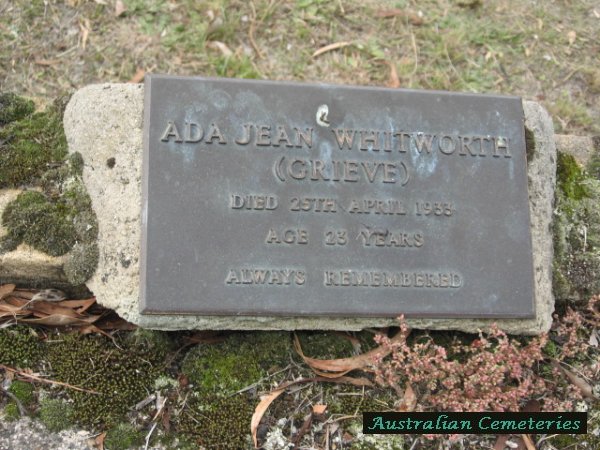 ADA JEAN WHITWORTH
(GRIEVE)
DIED 25TH APRIL 1933
AGE 23 YEARS
ALWAYS REMEMBERED
Australian Cemeteries